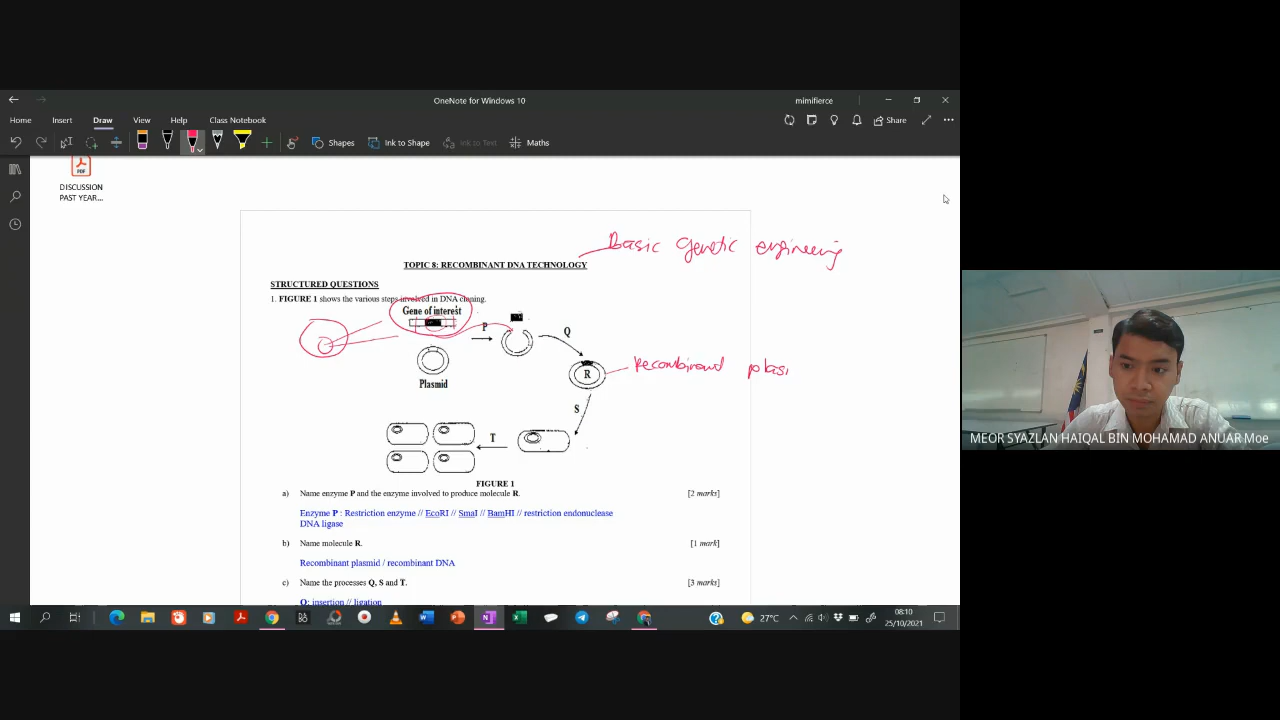 OneNote for Windows 10
mimifierce
Home Insert Draw View Help Class Notebook
Share
Shapes Ink to Shape Ink to Text Maths
PDF
DISCUSSION
PAST YEAR...
Basic genetic engineering
TOPIC 8: RECOMBINANT DNA TECHNOLOGY
STRUCTURED QUESTIONS
1. FIGURE 1 shows the various steps involved in DNA cloning.
Gene of interest
P
Q
Plasmid
R
Recombinant plas
S
T
FIGURE 1
a) Name enzyme P and the enzyme involved to produce molecule R. [2 marks]
Enzyme P : Restriction enzyme // EcoRI // SmaI // BamHI // restriction endonuclease
DNA ligase
b) Name molecule R. [1 mark]
Recombinant plasmid / recombinant DNA
c) Name the processes Q, S and T. [3 marks]
Q: insertion // ligation
MEOR SYAZLAN HAIQAL BIN MOHAMAD ANUAR Moe
27°C
08:10
25/10/2021